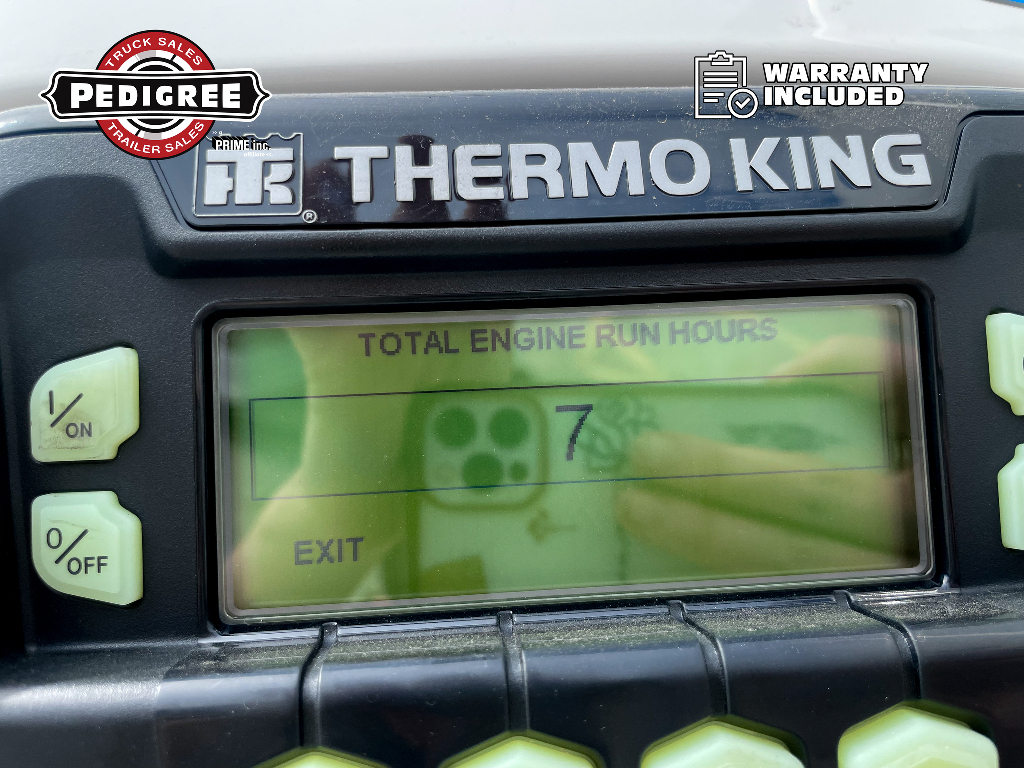 TRUCK SALES
PEDIGREE
TRAILER SALES
PRIME inc.
WARRANTY
INCLUDED
TK
®
THERMO KING
TOTAL ENGINE RUN HOURS
7
EXIT
I/ON
O/OFF